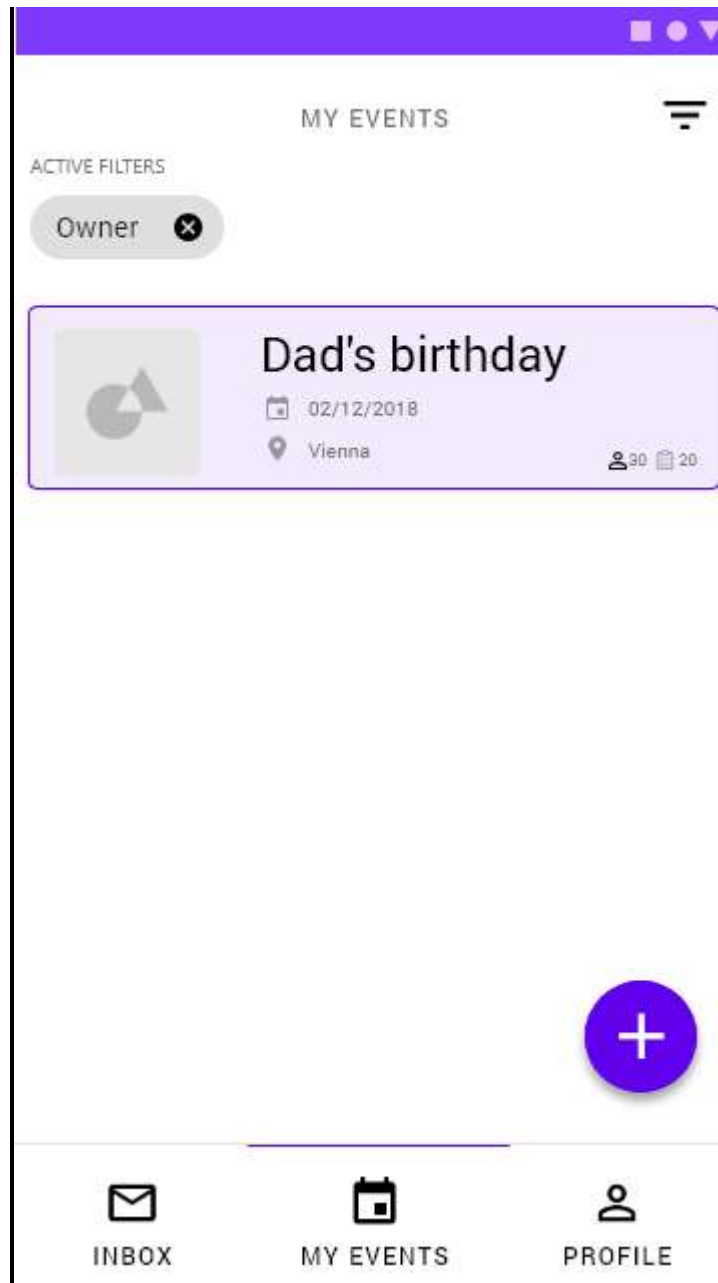 MY EVENTS
ACTIVE FILTERS
Owner
Dad's birthday
02/12/2018
Vienna
30 20
INBOX MY EVENTS PROFILE